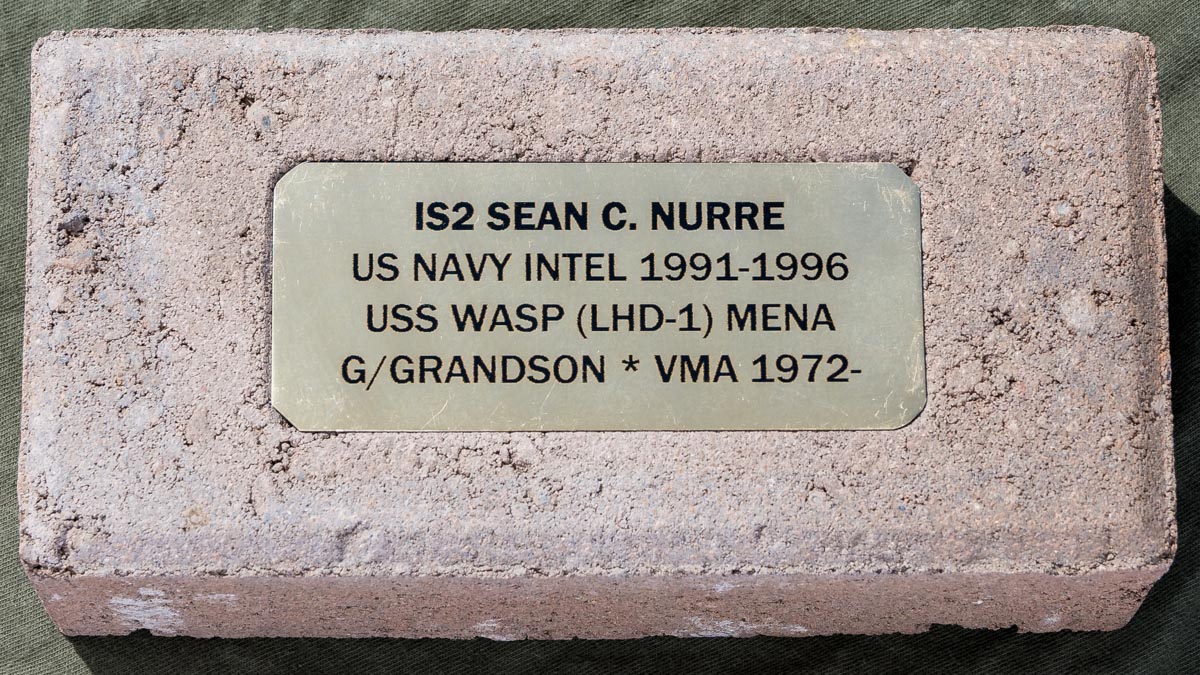 IS2 SEAN C. NURRE
US NAVY INTEL 1991-1996
USS WASP (LHD-1) MENA
G/GRANDSON * VMA 1972-